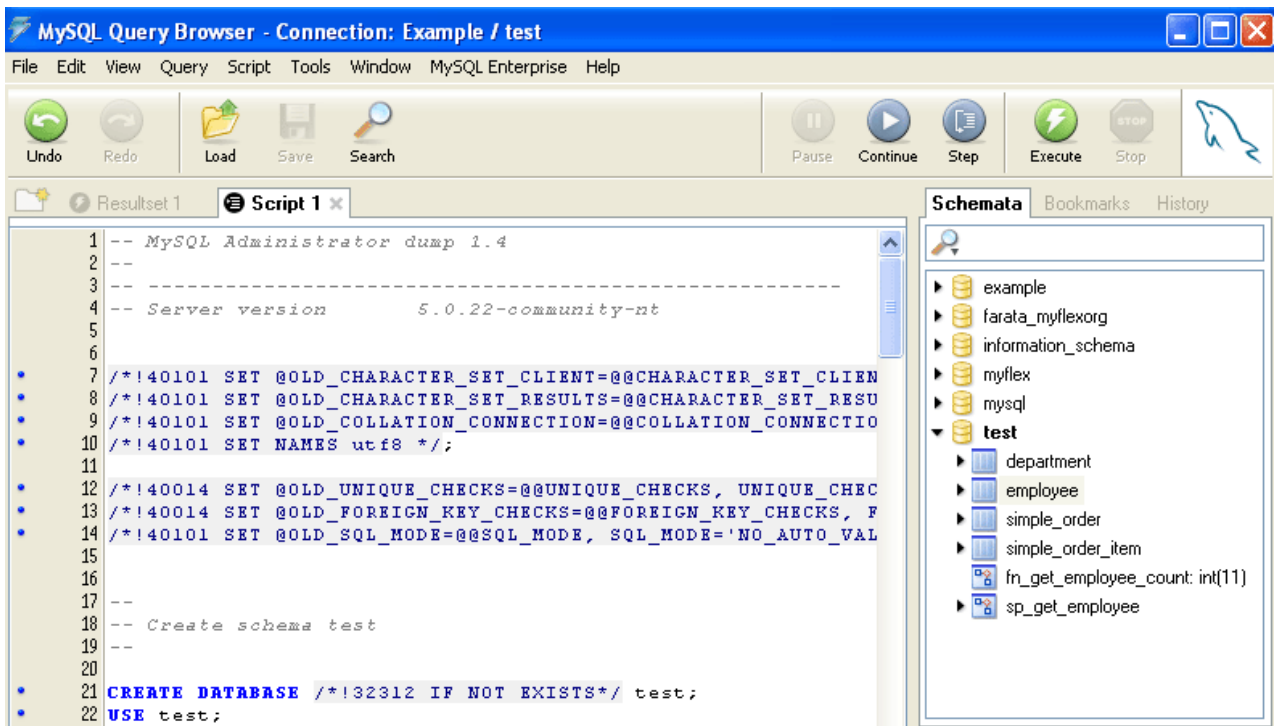 MySQL Query Browser - Connection: Example / test
File Edit View Query Script Tools Window MySQL Enterprise Help
Undo Redo Load Save Search Pause Continue Step Execute Stop
STOP
Resultset 1 Script 1 Schemata Bookmarks History
1 -- MySQL Administrator dump 1.4
2 --
3 -- ------------------------------------------------------
4 -- Server version 5.0.22-community-nt
5
6
7 /*!40101 SET @OLD_CHARACTER_SET_CLIENT=@@CHARACTER_SET_CLIEN
8 /*!40101 SET @OLD_CHARACTER_SET_RESULTS=@@CHARACTER_SET_RESU
9 /*!40101 SET @OLD_COLLATION_CONNECTION=@@COLLATION_CONNECTIO
10 /*!40101 SET NAMES utf8 */;
11
12 /*!40014 SET @OLD_UNIQUE_CHECKS=@@UNIQUE_CHECKS, UNIQUE_CHEC
13 /*!40014 SET @OLD_FOREIGN_KEY_CHECKS=@@FOREIGN_KEY_CHECKS, F
14 /*!40101 SET @OLD_SQL_MODE=@@SQL_MODE, SQL_MODE='NO_AUTO_VAL
15
16
17 --
18 -- Create schema test
19 --
20
21 CREATE DATABASE /*!32312 IF NOT EXISTS*/ test;
22 USE test;
example
farata_myflexorg
information_schema
myflex
mysql
test
department
employee
simple_order
simple_order_item
fn_get_employee_count: int(11)
sp_get_employee